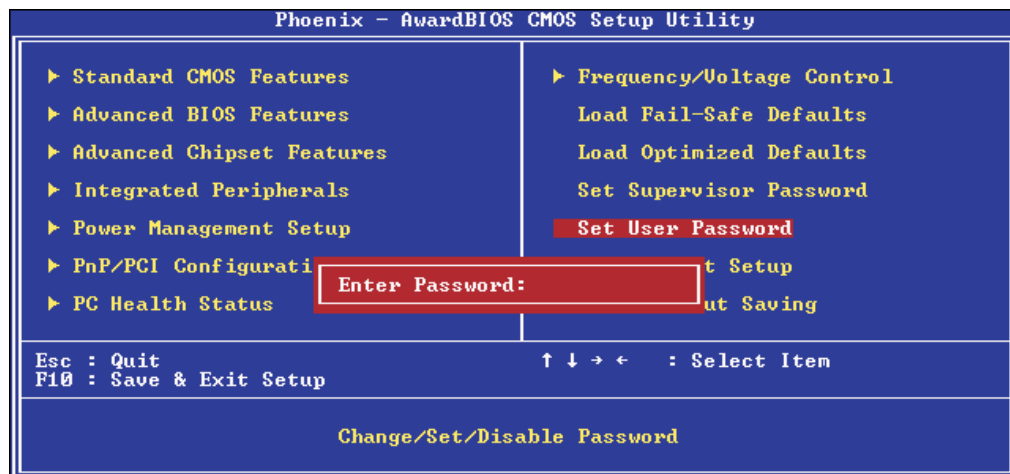 Phoenix - AwardBIOS CMOS Setup Utility
▶ Standard CMOS Features
▶ Advanced BIOS Features
▶ Advanced Chipset Features
▶ Integrated Peripherals
▶ Power Management Setup
▶ PnP/PCI Configurati
▶ PC Health Status
▶ Frequency/Voltage Control
Load Fail-Safe Defaults
Load Optimized Defaults
Set Supervisor Password
Set User Password
t Setup
ut Saving
Enter Password:
Esc : Quit
F10 : Save & Exit Setup
↑ ↓ → ← : Select Item
Change/Set/Disable Password